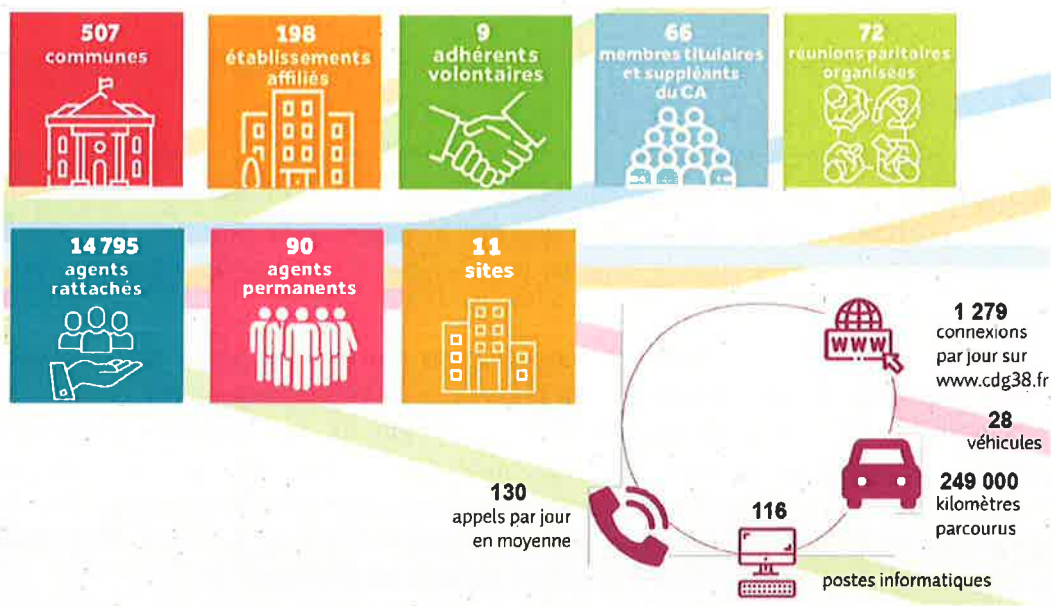 507
communes
198
établissements
affiliés
9
adhérents
volontaires
66
membres titulaires
et suppléants
du CA
72
réunions paritaires
organisées
14 795
agents
rattachés
90
agents
permanents
11
sites
WWW
1 279
connexions
par jour sur
www.cdg38.fr
28
véhicules
249 000
kilomètres
parcourus
130
appels par jour
en moyenne
116
postes informatiques